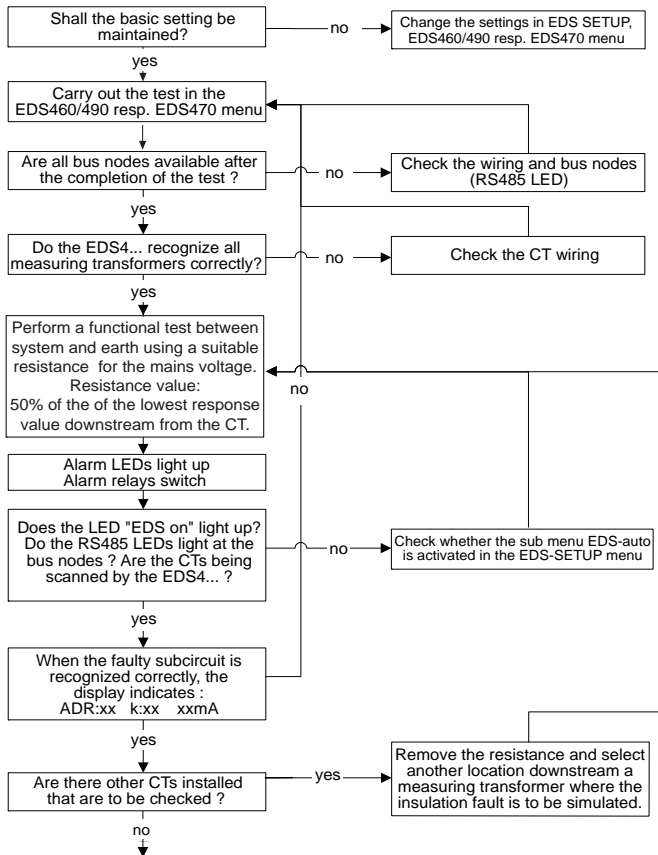 Shall the basic setting be
maintained?
no
Change the settings in EDS SETUP,
EDS460/490 resp. EDS470 menu
yes
Carry out the test in the
EDS460/490 resp. EDS470 menu
Are all bus nodes available after
the completion of the test ?
no
Check the wiring and bus nodes
(RS485 LED)
yes
Do the EDS4... recognize all
measuring transformers correctly?
no
Check the CT wiring
yes
Perform a functional test between
system and earth using a suitable
resistance for the mains voltage.
Resistance value:
50% of the of the lowest response
value downstream from the CT.
no
Alarm LEDs light up
Alarm relays switch
Does the LED "EDS on" light up?
Do the RS485 LEDs light at the
bus nodes ? Are the CTs being
scanned by the EDS4... ?
no
Check whether the sub menu EDS-auto
is activated in the EDS-SETUP menu
yes
When the faulty subcircuit is
recognized correctly, the
display indicates :
ADR:xx k:xx xxmA
yes
Are there other CTs installed
that are to be checked ?
yes
Remove the resistance and select
another location downstream a
measuring transformer where the
insulation fault is to be simulated.
no